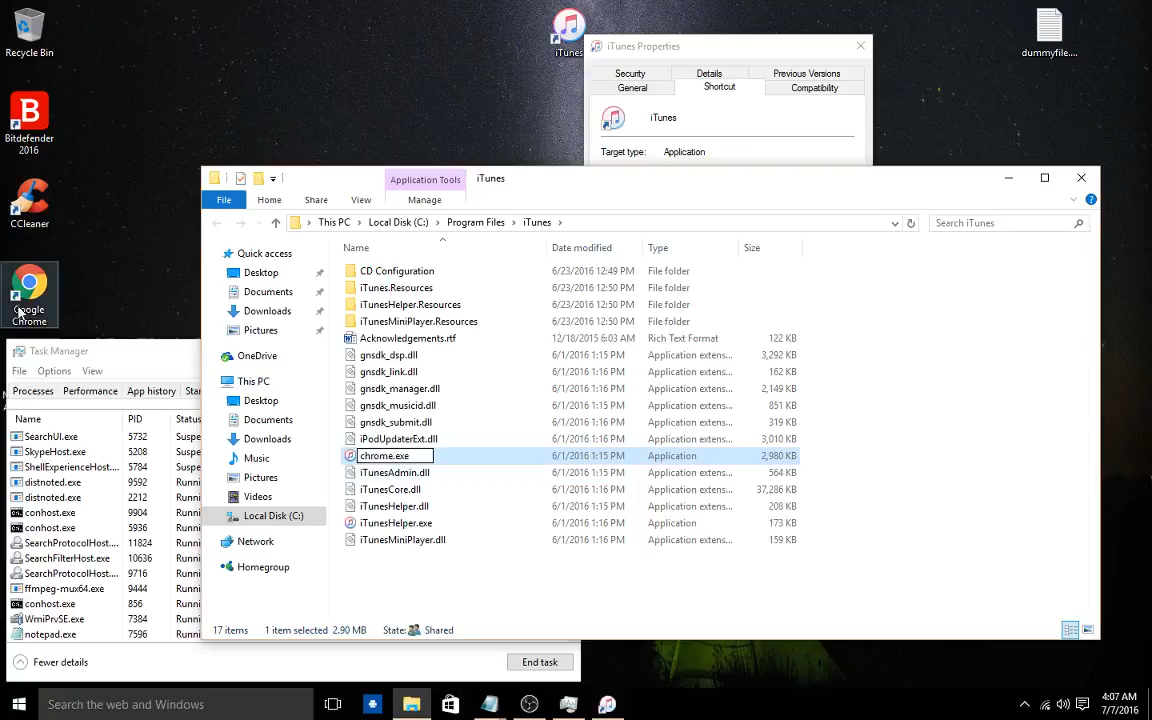 Recycle Bin
Bitdefender
2016
CCleaner
Google
Chrome
iTunes
dummyfile....
iTunes Properties
Security
Details
Previous Versions
General
Shortcut
Compatibility
iTunes
Target type:
Application
Application Tools
iTunes
File
Home
Share
View
Manage
This PC
Local Disk (C:)
Program Files
iTunes
Search iTunes
Quick access
Desktop
Documents
Downloads
Pictures
OneDrive
This PC
Desktop
Documents
Downloads
Music
Pictures
Videos
Local Disk (C:)
Network
Homegroup
Name Date modified Type Size
CD Configuration 6/23/2016 12:49 PM File folder
iTunes.Resources 6/23/2016 12:50 PM File folder
iTunesHelper.Resources 6/23/2016 12:50 PM File folder
iTunesMiniPlayer.Resources 6/23/2016 12:50 PM File folder
Acknowledgements.rtf 12/18/2015 6:03 AM Rich Text Format 122 KB
gnsdk_dsp.dll 6/1/2016 1:15 PM Application extens... 3,292 KB
gnsdk_link.dll 6/1/2016 1:16 PM Application extens... 162 KB
gnsdk_manager.dll 6/1/2016 1:16 PM Application extens... 2,149 KB
gnsdk_musicid.dll 6/1/2016 1:15 PM Application extens... 851 KB
gnsdk_submit.dll 6/1/2016 1:16 PM Application extens... 319 KB
iPodUpdaterExt.dll 6/1/2016 1:15 PM Application extens... 3,010 KB
chrome.exe 6/1/2016 1:15 PM Application 2,980 KB
iTunesAdmin.dll 6/1/2016 1:15 PM Application extens... 564 KB
iTunesCore.dll 6/1/2016 1:16 PM Application extens... 37,286 KB
iTunesHelper.dll 6/1/2016 1:16 PM Application extens... 208 KB
iTunesHelper.exe 6/1/2016 1:16 PM Application 173 KB
iTunesMiniPlayer.dll 6/1/2016 1:16 PM Application extens... 159 KB
17 items
1 item selected 2.90 MB
State: Shared
Task Manager
File Options View
Processes Performance App history Star
Name PID Status
SearchUI.exe 5732 Suspe
SkypeHost.exe 5208 Suspe
ShellExperienceHost.... 5784 Suspe
distnoted.exe 9592 Runni
distnoted.exe 2212 Runni
conhost.exe 9904 Runni
conhost.exe 5936 Runni
SearchProtocolHost.... 11824 Runni
SearchFilterHost.exe 10636 Runni
SearchProtocolHost.... 9716 Runni
ffmpeg-mux64.exe 9444 Runni
conhost.exe 856 Runni
WmiPrvSE.exe 7384 Runni
notepad.exe 7596 Runni
Fewer details
End task
Search the web and Windows
4:07 AM
7/7/2016